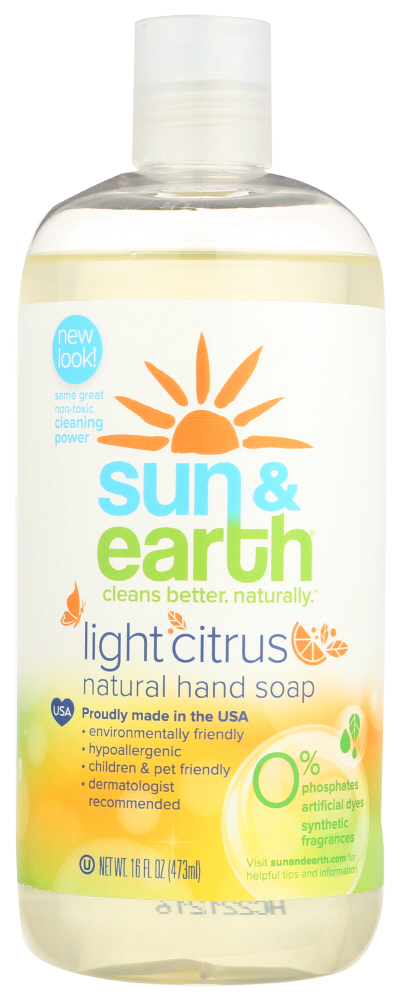 new
look!
same great
non-toxic
cleaning
power
sun &
earth®
cleans better. naturally.™
light citrus
natural hand soap
USA
Proudly made in the USA
• environmentally friendly
• hypoallergenic
• children & pet friendly
• dermatologist
recommended
0%
phosphates
artificial dyes
synthetic
fragrances
Visit sunandearth.com for
helpful tips and information
U NET WT. 16 FL OZ (473ml)